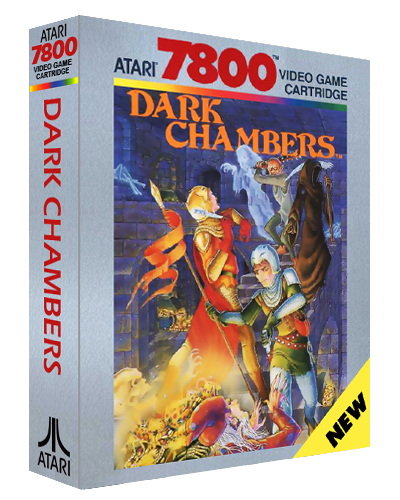 ATARI
7800
VIDEO GAME
CARTRIDGE
DARK CHAMBERS
ATARI
ATARI 7800™ VIDEO GAME
CARTRIDGE
DARK
CHAMBERS™
NEW